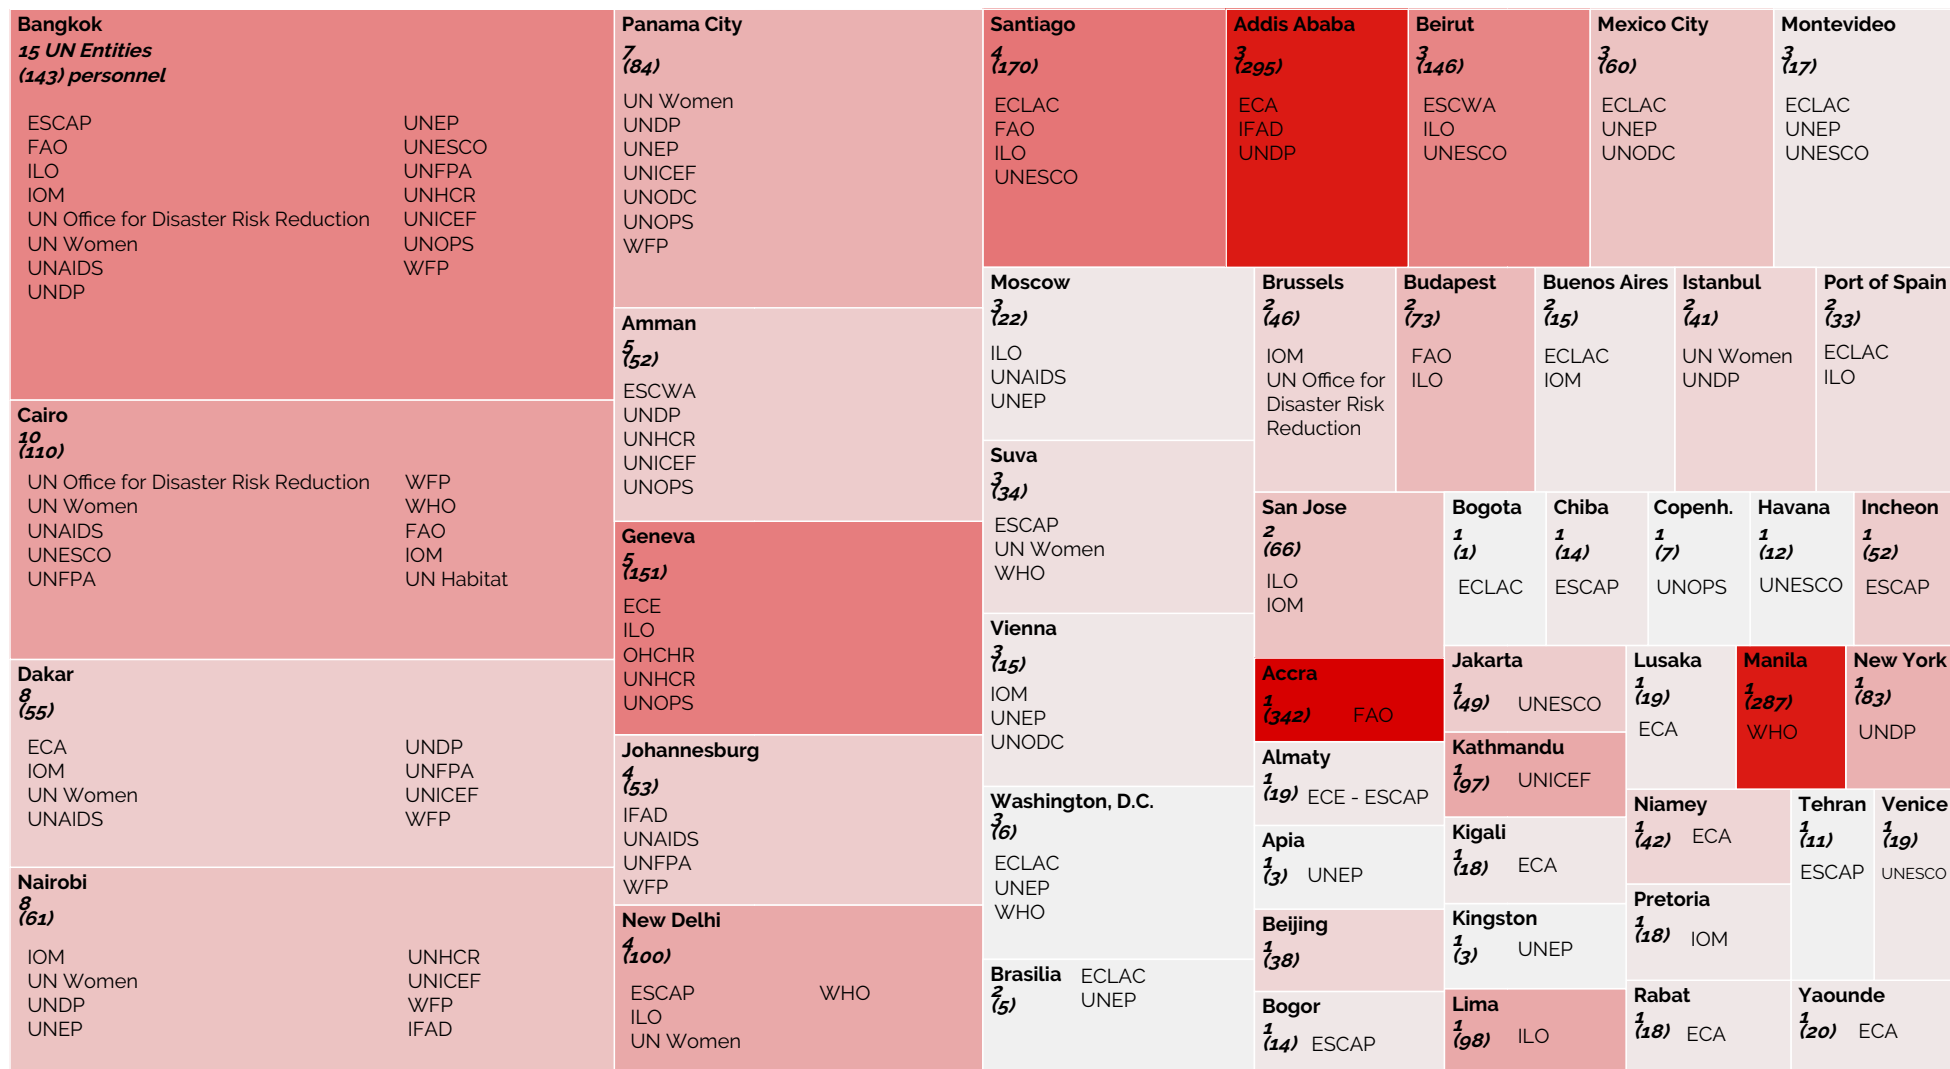 Bangkok
15 UN Entities
(143) personnel
ESCAP
FAO
ILO
IOM
UN Office for Disaster Risk Reduction
UN Women
UNAIDS
UNDP
UNEP
UNESCO
UNFPA
UNHCR
UNICEF
UNOPS
WFP
Cairo
10
(110)
UN Office for Disaster Risk Reduction
UN Women
UNAIDS
UNESCO
UNFPA
WFP
WHO
FAO
IOM
UN Habitat
Dakar
8
(55)
ECA
IOM
UN Women
UNAIDS
UNDP
UNFPA
UNICEF
WFP
Nairobi
8
(61)
IOM
UN Women
UNDP
UNEP
UNHCR
UNICEF
WFP
IFAD
Panama City
7
(84)
UN Women
UNDP
UNEP
UNICEF
UNODC
UNOPS
WFP
Amman
5
(52)
ESCWA
UNDP
UNHCR
UNICEF
UNOPS
Geneva
5
(151)
ECE
ILO
OHCHR
UNHCR
UNOPS
Johannesburg
4
(53)
IFAD
UNAIDS
UNFPA
WFP
New Delhi
4
(100)
ESCAP
ILO
UN Women
WHO
Santiago
4
(170)
ECLAC
FAO
ILO
UNESCO
Addis Ababa
3
(295)
ECA
IFAD
UNDP
Beirut
3
(146)
ESCWA
ILO
UNESCO
Mexico City
3
(60)
ECLAC
UNEP
UNODC
Montevideo
3
(17)
ECLAC
UNEP
UNESCO
Moscow
3
(22)
ILO
UNAIDS
UNEP
Suva
3
(34)
ESCAP
UN Women
WHO
Vienna
3
(15)
IOM
UNEP
UNODC
Washington, D.C.
3
(6)
ECLAC
UNEP
WHO
Brasilia
2
(5)
ECLAC
UNEP
Brussels
2
(46)
IOM
UN Office for
Disaster Risk
Reduction
Budapest
2
(73)
FAO
ILO
Buenos Aires
2
(15)
ECLAC
IOM
Istanbul
2
(41)
UN Women
UNDP
Port of Spain
2
(33)
ECLAC
ILO
San Jose
2
(66)
ILO
IOM
Bogota
1
(1)
ECLAC
Chiba
1
(14)
ESCAP
Copenh.
1
(7)
UNOPS
Havana
1
(12)
UNESCO
Incheon
1
(52)
ESCAP
Accra
1
(342)
FAO
Almaty
1
(19)
ECE - ESCAP
Apia
1
(3)
UNEP
Beijing
1
(38)
Bogor
1
(14)
ESCAP
Jakarta
1
(49)
UNESCO
Kathmandu
1
(97)
UNICEF
Kigali
1
(18)
ECA
Kingston
1
(3)
UNEP
Lima
1
(98)
ILO
Lusaka
1
(19)
ECA
Manila
1
(287)
WHO
New York
1
(83)
UNDP
Niamey
1
(42)
ECA
Pretoria
1
(18)
IOM
Rabat
1
(18)
ECA
Tehran
1
(11)
ESCAP
Venice
1
(19)
UNESCO
Yaounde
1
(20)
ECA